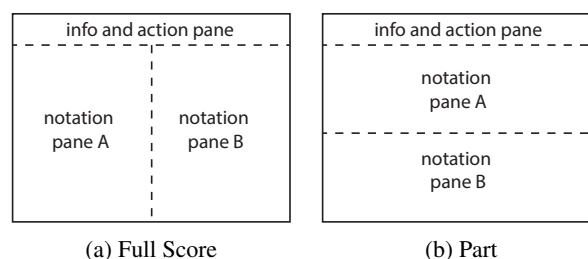 info and action pane
notation
pane A
notation
pane B
(a) Full Score
info and action pane
notation
pane A
notation
pane B
(b) Part